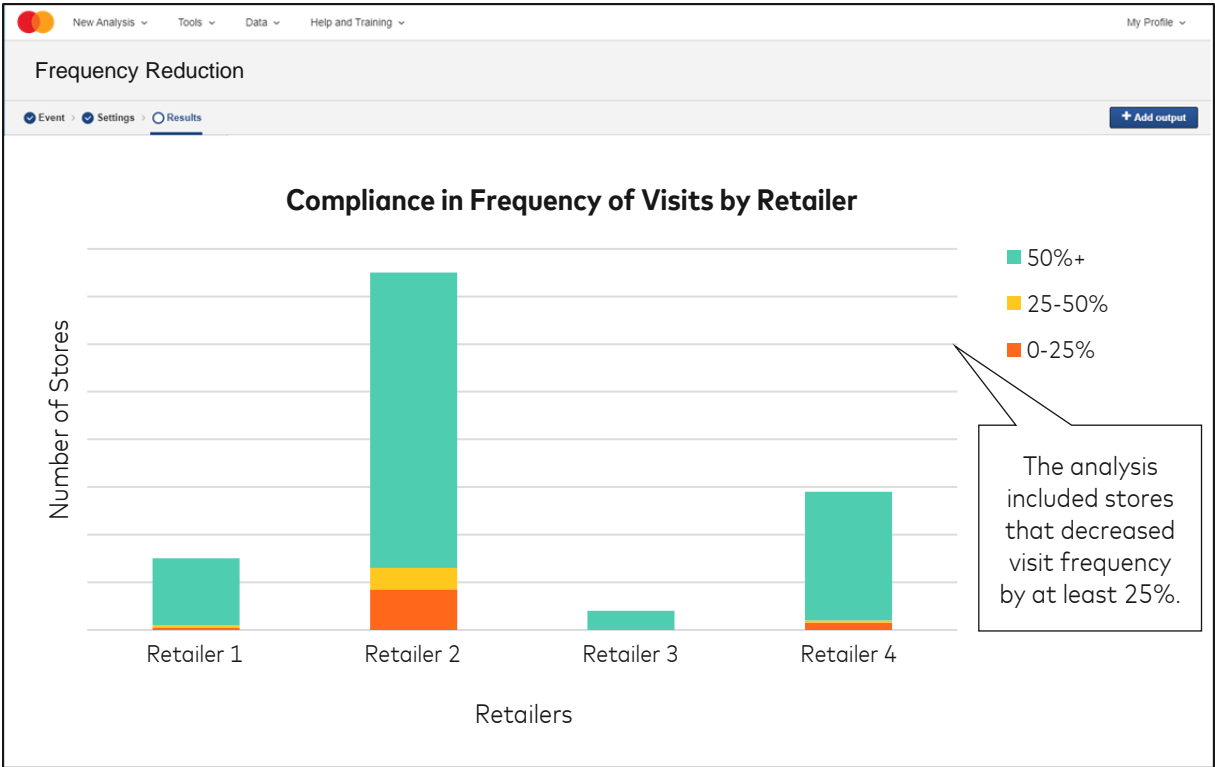 New Analysis Tools Data Help and Training My Profile
Frequency Reduction
Event > Settings > Results + Add output
Compliance in Frequency of Visits by Retailer
50%+
25-50%
0-25%
Number of Stores
The analysis
included stores
that decreased
visit frequency
by at least 25%.
Retailer 1 Retailer 2 Retailer 3 Retailer 4
Retailers